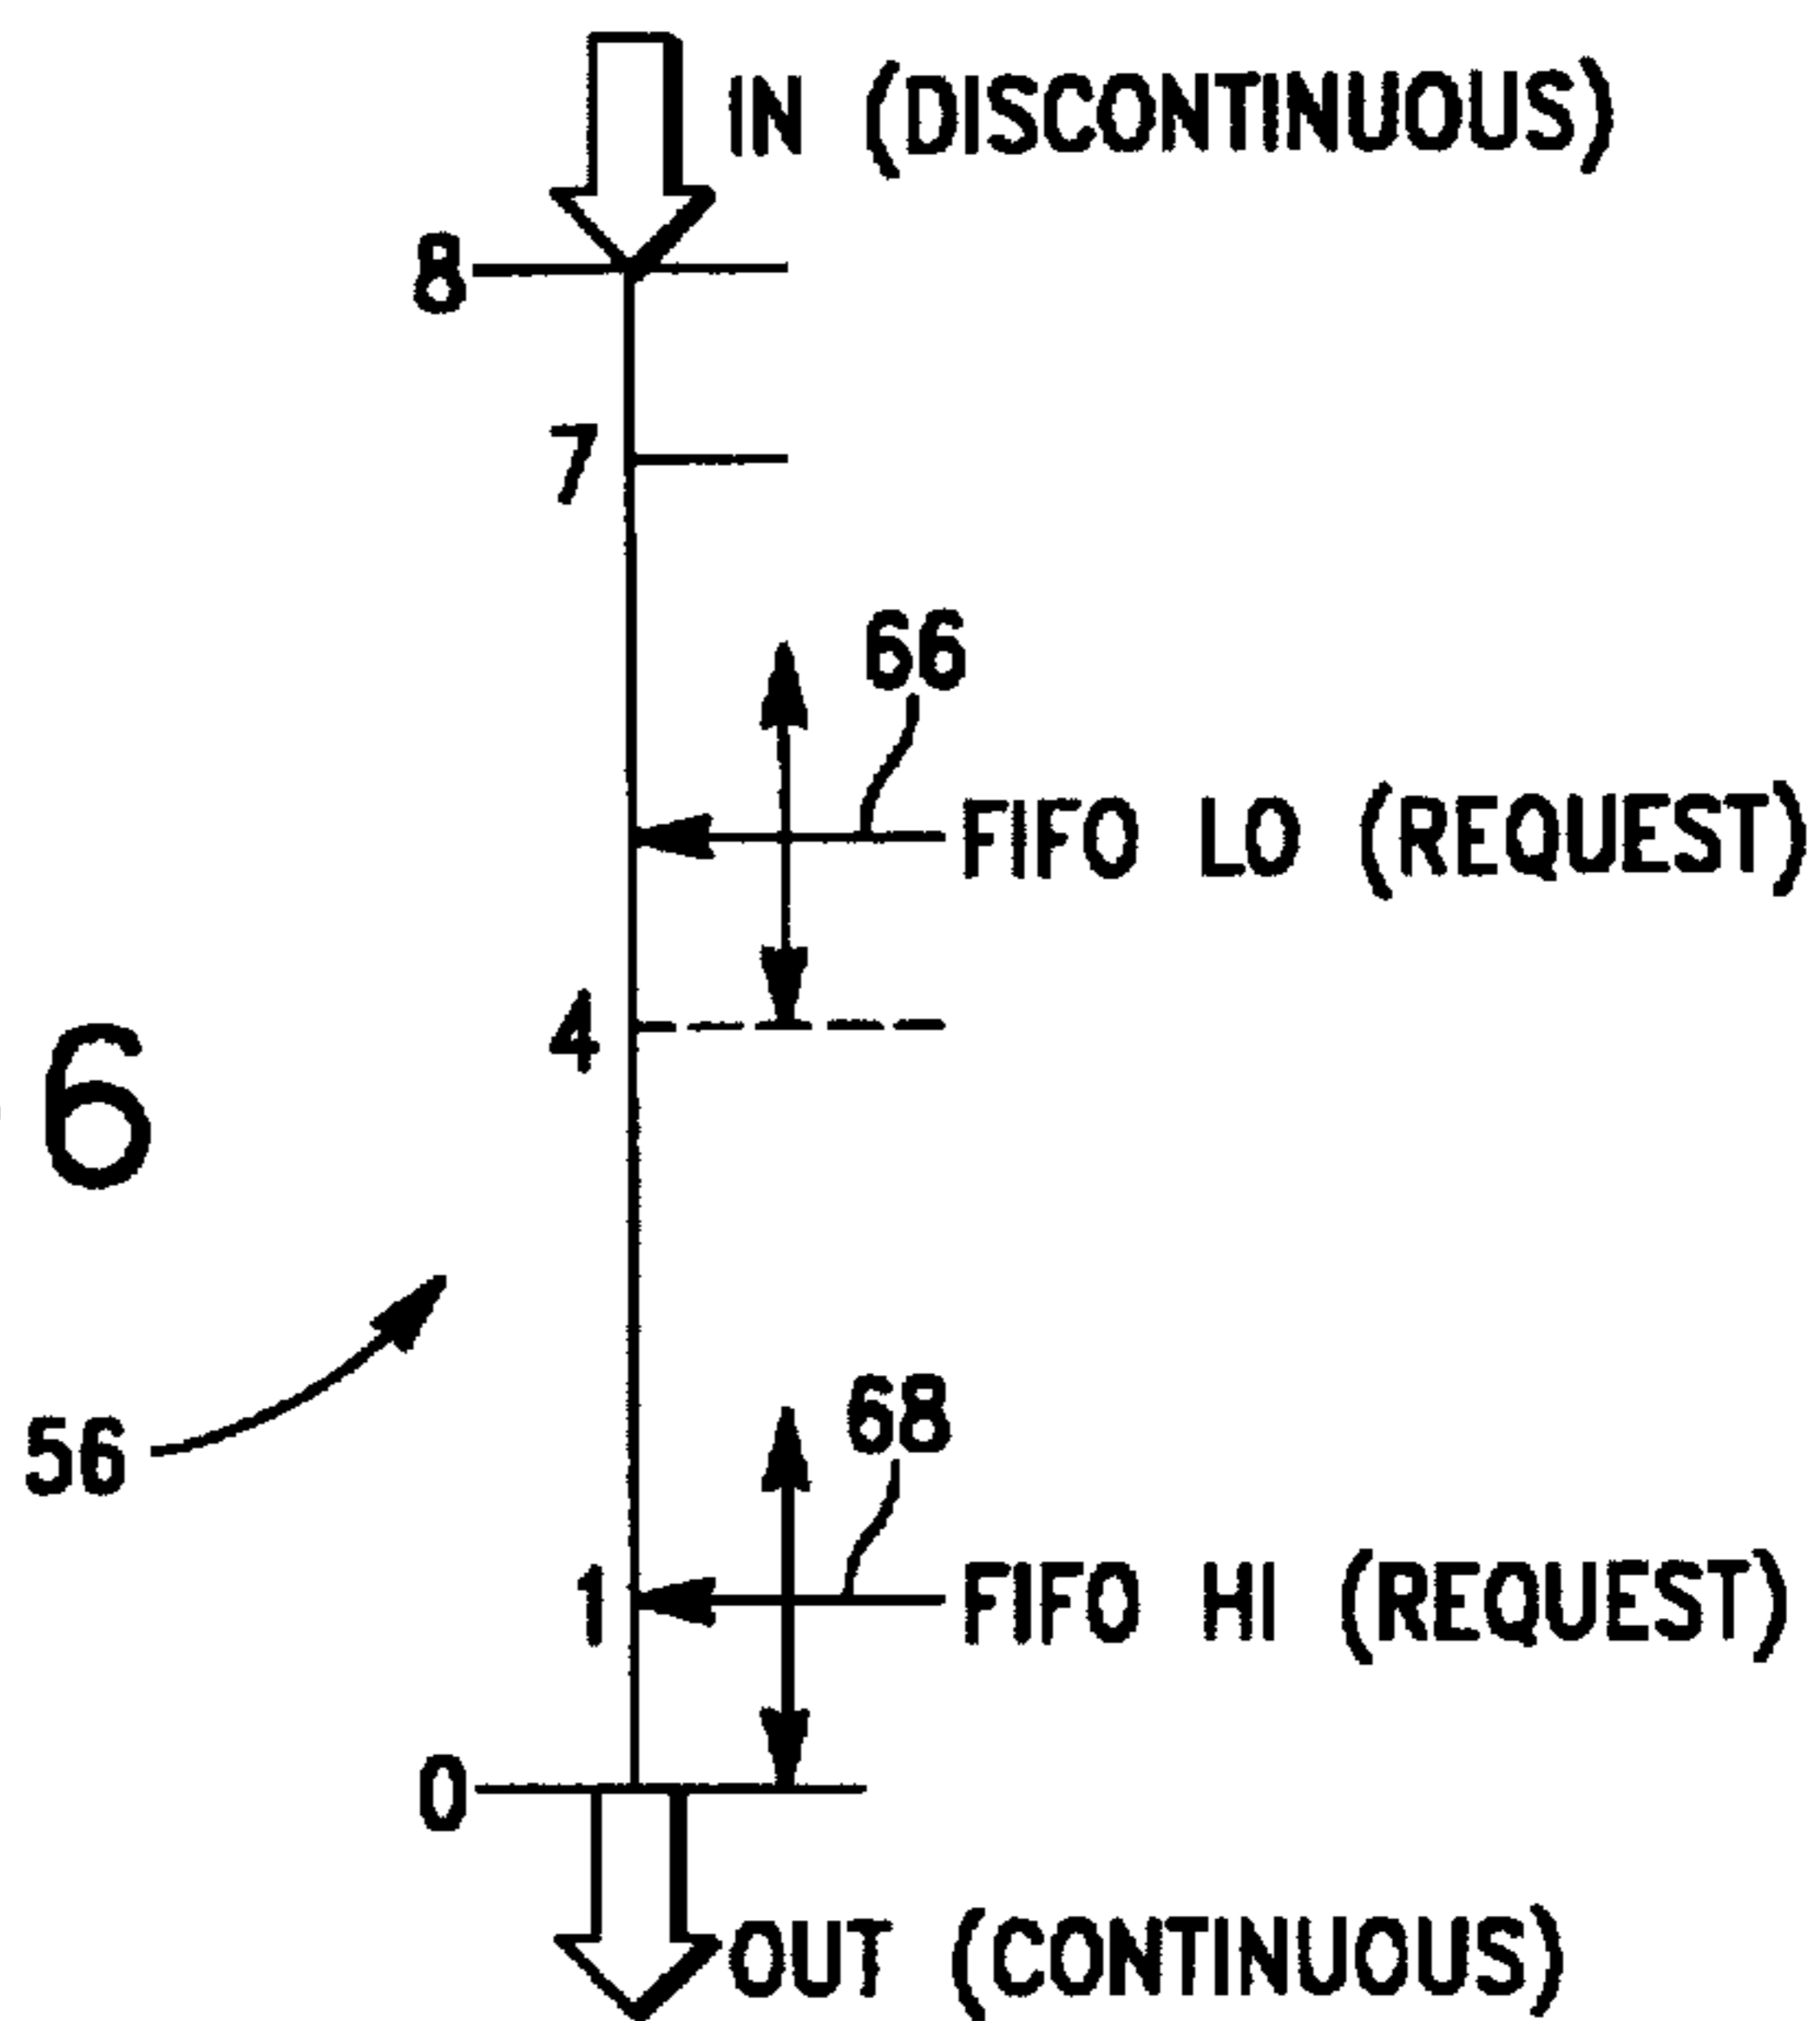 IN (DISCONTINUOUS)
8
7
66
FIFO LO (REQUEST)
4
6
56
68
1
FIFO HI (REQUEST)
0
OUT (CONTINUOUS)